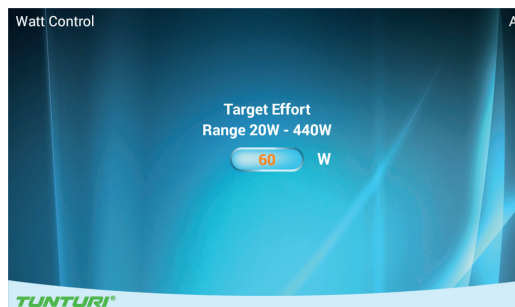 Watt Control
A
Target Effort
Range 20W - 440W
60 W
TUNTURI®